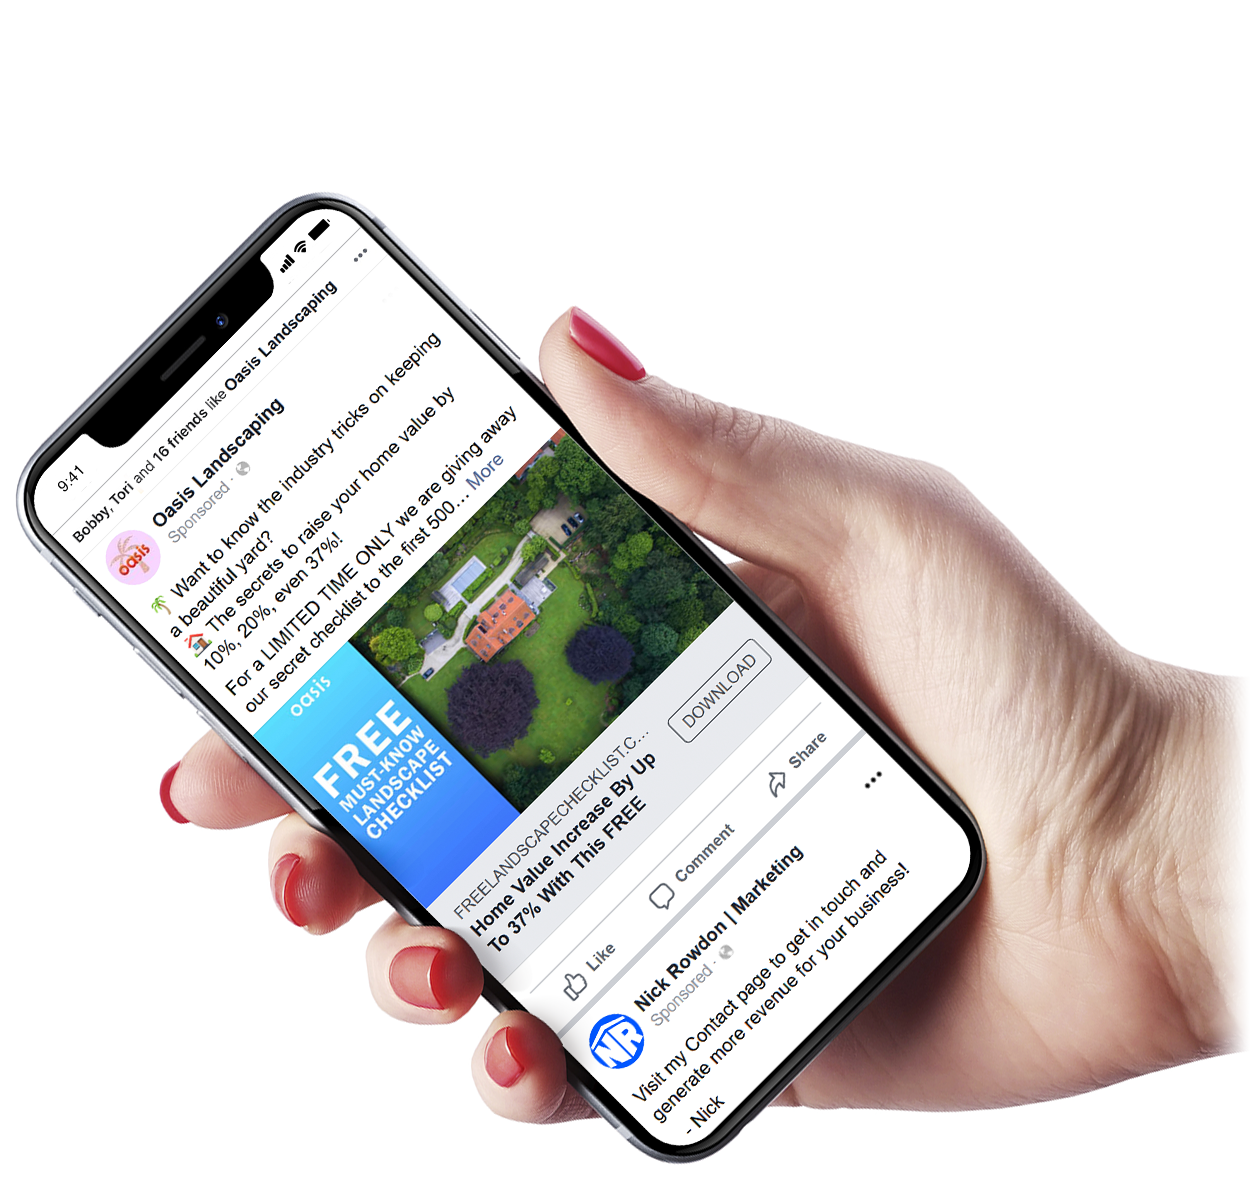 9:41
Bobby, Tori and 16 friends like Oasis Landscaping
oasis
Oasis Landscaping
Sponsored ·
Want to know the industry tricks on keeping
a beautiful yard?
The secrets to raise your home value by
10%, 20%, even 37%!
For a LIMITED TIME ONLY we are giving away
our secret checklist to the first 500... More
oasis
FREE
MUST-KNOW
LANDSCAPE
CHECKLIST
FREELANDSCAPECHECKLIST.C...
Home Value Increase By Up
To 37% With This FREE
DOWNLOAD
Like
Comment
Share
NR
Nick Rowdon | Marketing
Sponsored ·
Visit my Contact page to get in touch and
generate more revenue for your business!
- Nick